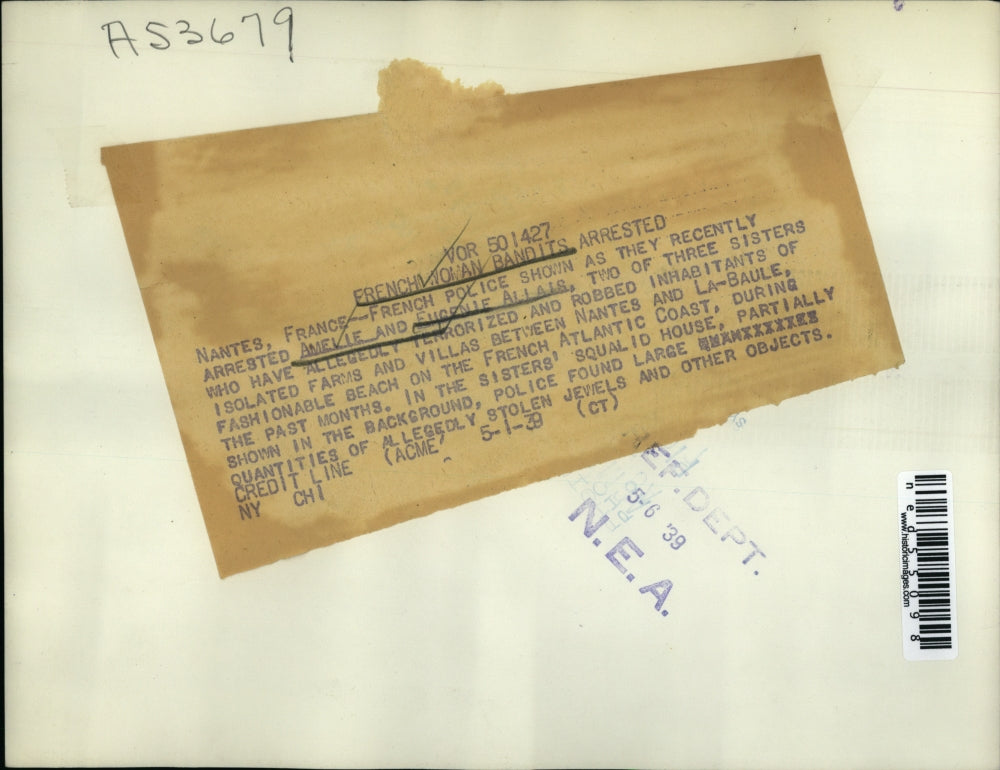 A53679
VOR 501427
FRENCH WOMAN BANDITS ARRESTED
NANTES, FRANCE--FRENCH POLICE SHOWN AS THEY RECENTLY
ARRESTED AMELIE AND EUGENIE ALLAIS, TWO OF THREE SISTERS
WHO HAVE ALLEGEDLY TERRORIZED AND ROBBED INHABITANTS OF
ISOLATED FARMS AND VILLAS BETWEEN NANTES AND LA-BAULE,
FASHIONABLE BEACH ON THE FRENCH ATLANTIC COAST, DURING
THE PAST MONTHS. IN THE SISTERS' SQUALID HOUSE, PARTIALLY
SHOWN IN THE BACKGROUND, POLICE FOUND LARGE
QUANTITIES OF ALLEGEDLY STOLEN JEWELS AND OTHER OBJECTS.
CREDIT LINE (ACME) 5-1-39 (CT)
NY CHI
REF. DEPT.
5-6 '39
N.E.A.
ned55098
www.historicimages.com